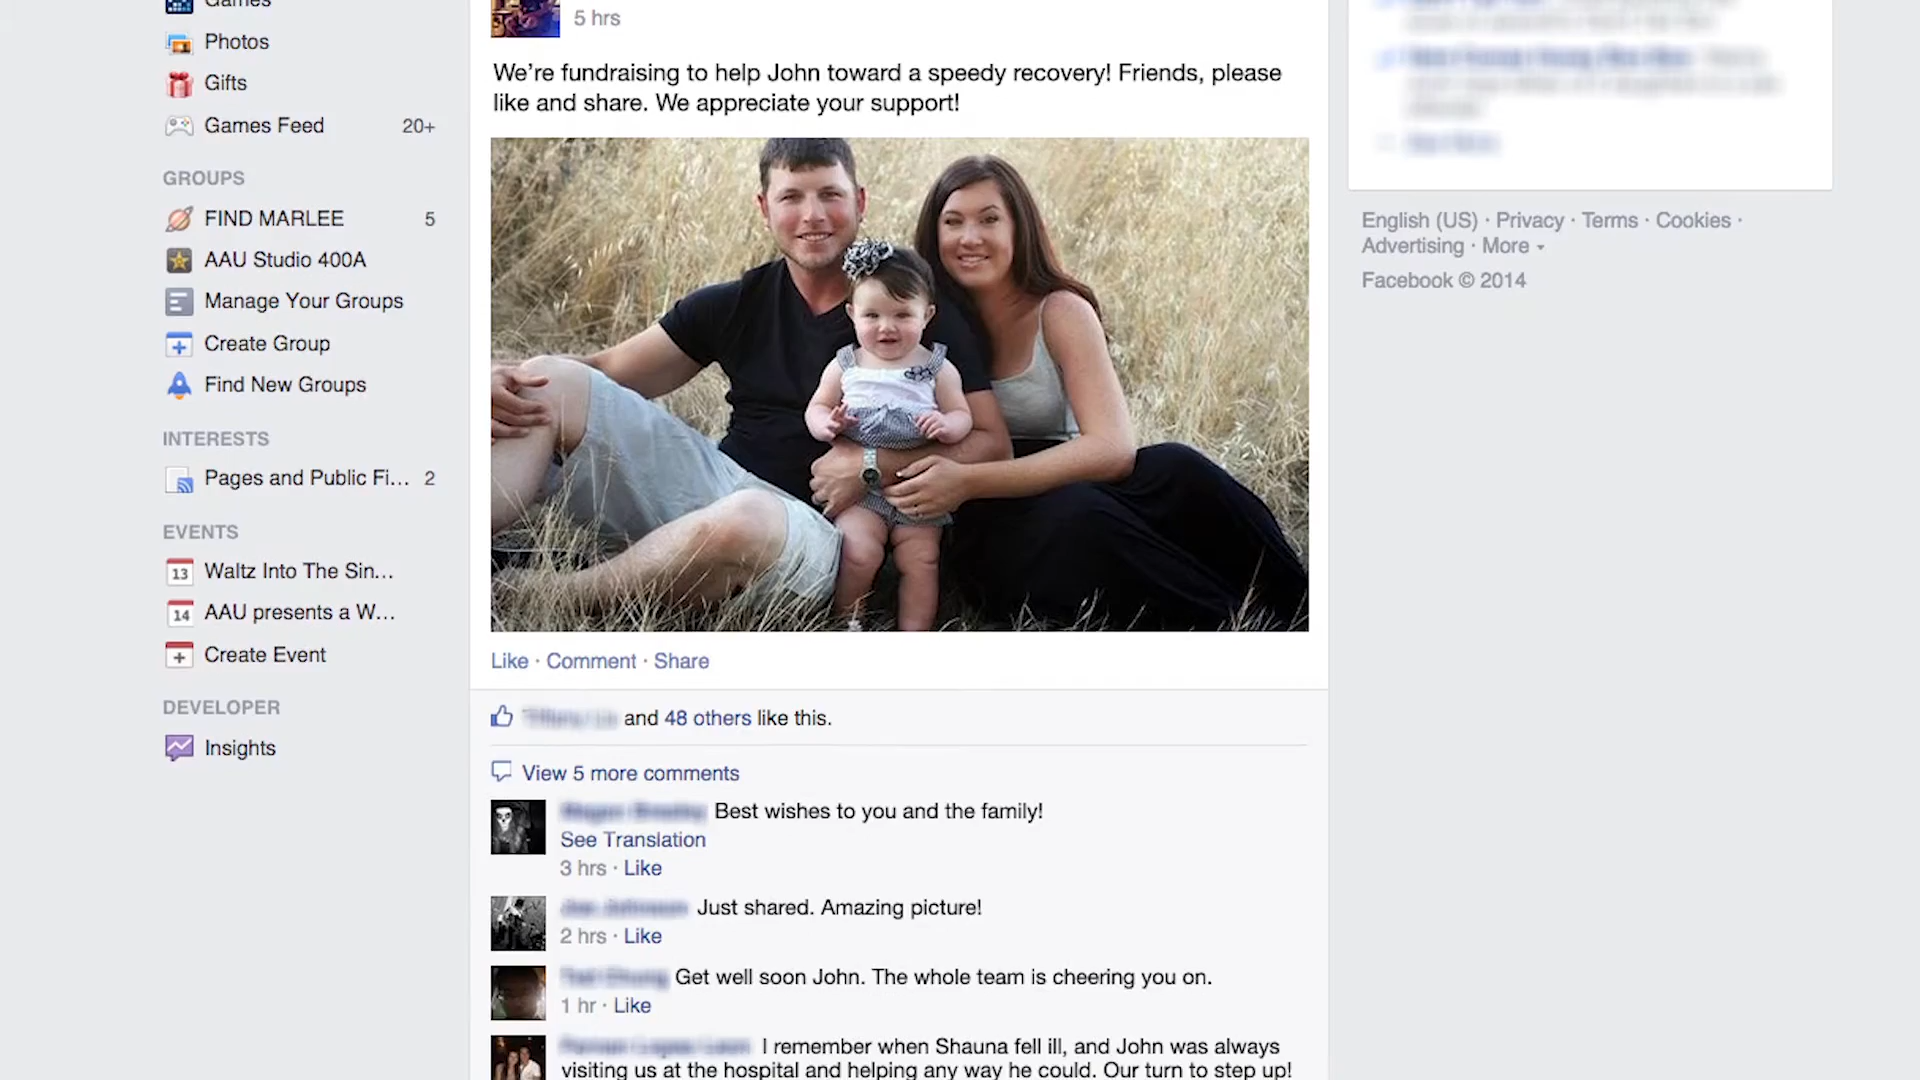 Games
Photos
Gifts
Games Feed 20+
GROUPS
FIND MARLEE 5
AAU Studio 400A
Manage Your Groups
Create Group
Find New Groups
INTERESTS
Pages and Public Fi... 2
EVENTS
13 Waltz Into The Sin...
14 AAU presents a W...
Create Event
DEVELOPER
Insights
5 hrs
We're fundraising to help John toward a speedy recovery! Friends, please
like and share. We appreciate your support!
Like · Comment · Share
and 48 others like this.
View 5 more comments
Best wishes to you and the family!
See Translation
3 hrs · Like
Just shared. Amazing picture!
2 hrs · Like
Get well soon John. The whole team is cheering you on.
1 hr · Like
I remember when Shauna fell ill, and John was always
visiting us at the hospital and helping any way he could. Our turn to step up!
English (US) · Privacy · Terms · Cookies ·
Advertising · More
Facebook © 2014